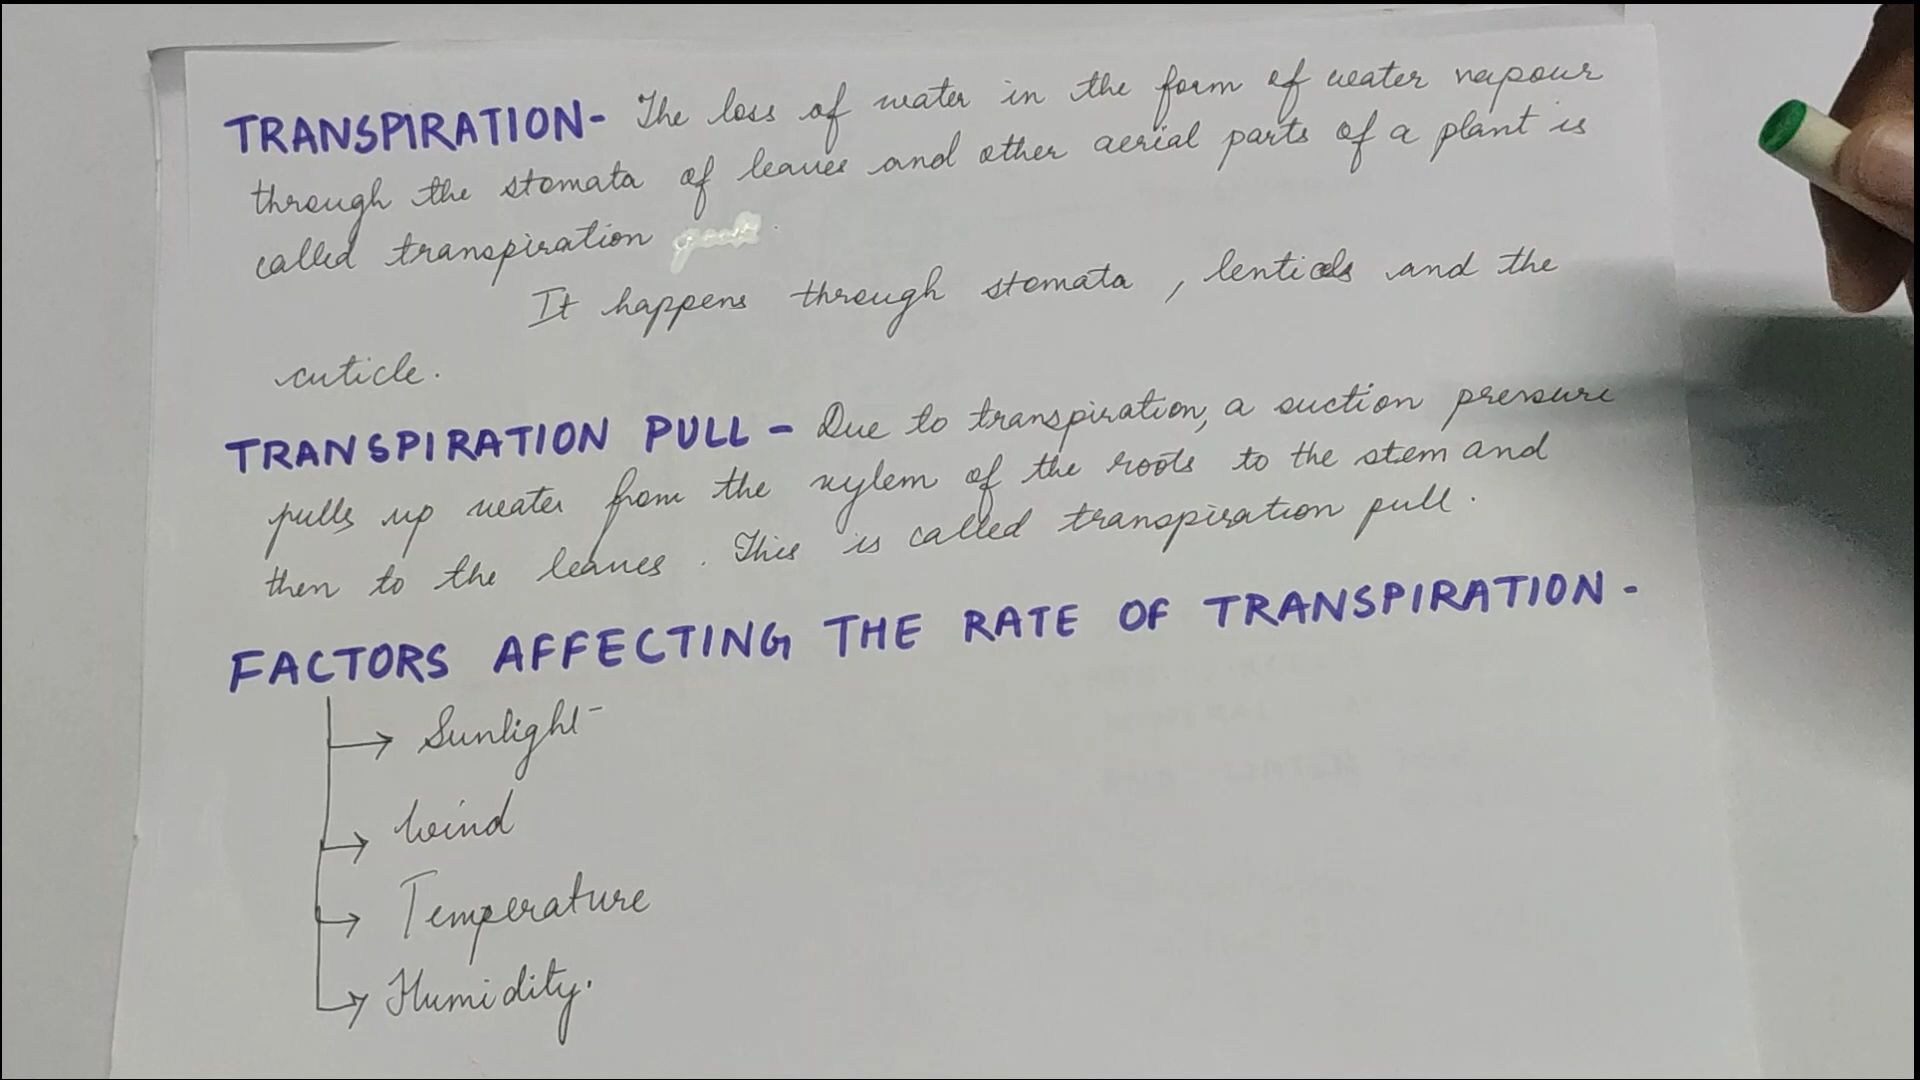 TRANSPIRATION- The loss of water in the form of water vapour
through the stomata of leaves and other aerial parts of a plant is
called transpiration
It happens through stomata, lenticels and the
cuticle.
TRANSPIRATION PULL - Due to transpiration, a suction pressure
pulls up water from the xylem of the roots to the stem and
then to the leaves. This is called transpiration pull.
FACTORS AFFECTING THE RATE OF TRANSPIRATION -
→ Sunlight
→ Wind
→ Temperature
→ Humidity.